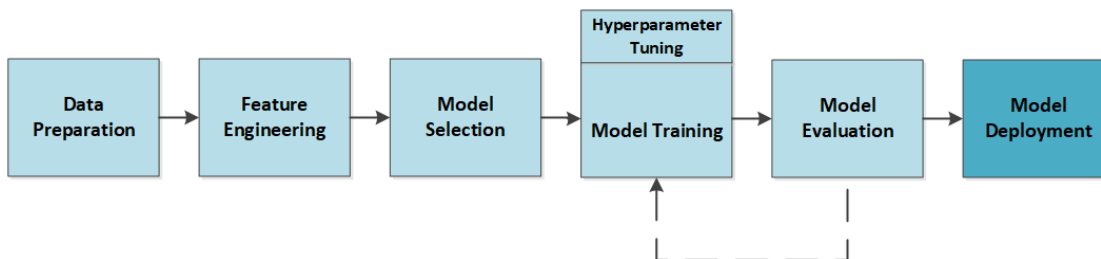 Hyperparameter
Tuning
Data
Preparation
Feature
Engineering
Model
Selection
Model Training
Model
Evaluation
Model
Deployment